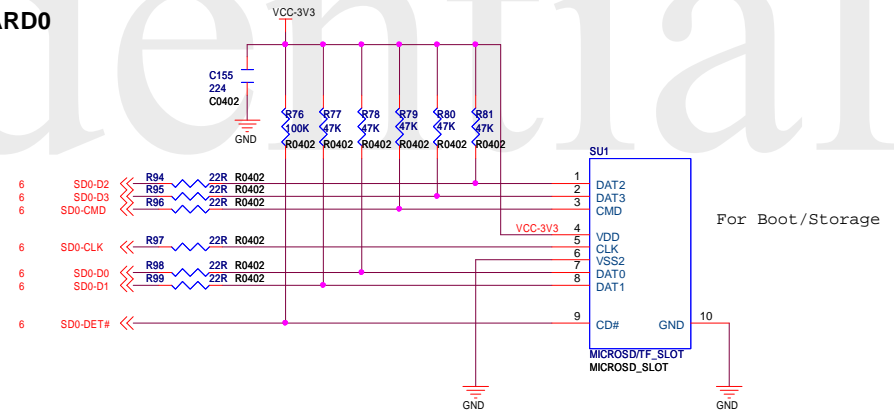 ARD0
VCC-3V3
C155
224
C0402
GND
R76 R77 R78 R79 R80 R81
100K 47K 47K 47K 47K 47K
R0402 R0402 R0402 R0402 R0402 R0402
SU1
6 SD0-D2 R94 22R R0402 1 DAT2
6 SD0-D3 R95 22R R0402 2 DAT3
6 SD0-CMD R96 22R R0402 3 CMD
For Boot/Storage
VCC-3V3 4 VDD
6 SD0-CLK R97 22R R0402 5 CLK
6 VSS2
6 SD0-D0 R98 22R R0402 7 DAT0
6 SD0-D1 R99 22R R0402 8 DAT1
6 SD0-DET# 9 CD# GND 10
MICROSD/TF_SLOT
MICROSD_SLOT
GND GND
dential